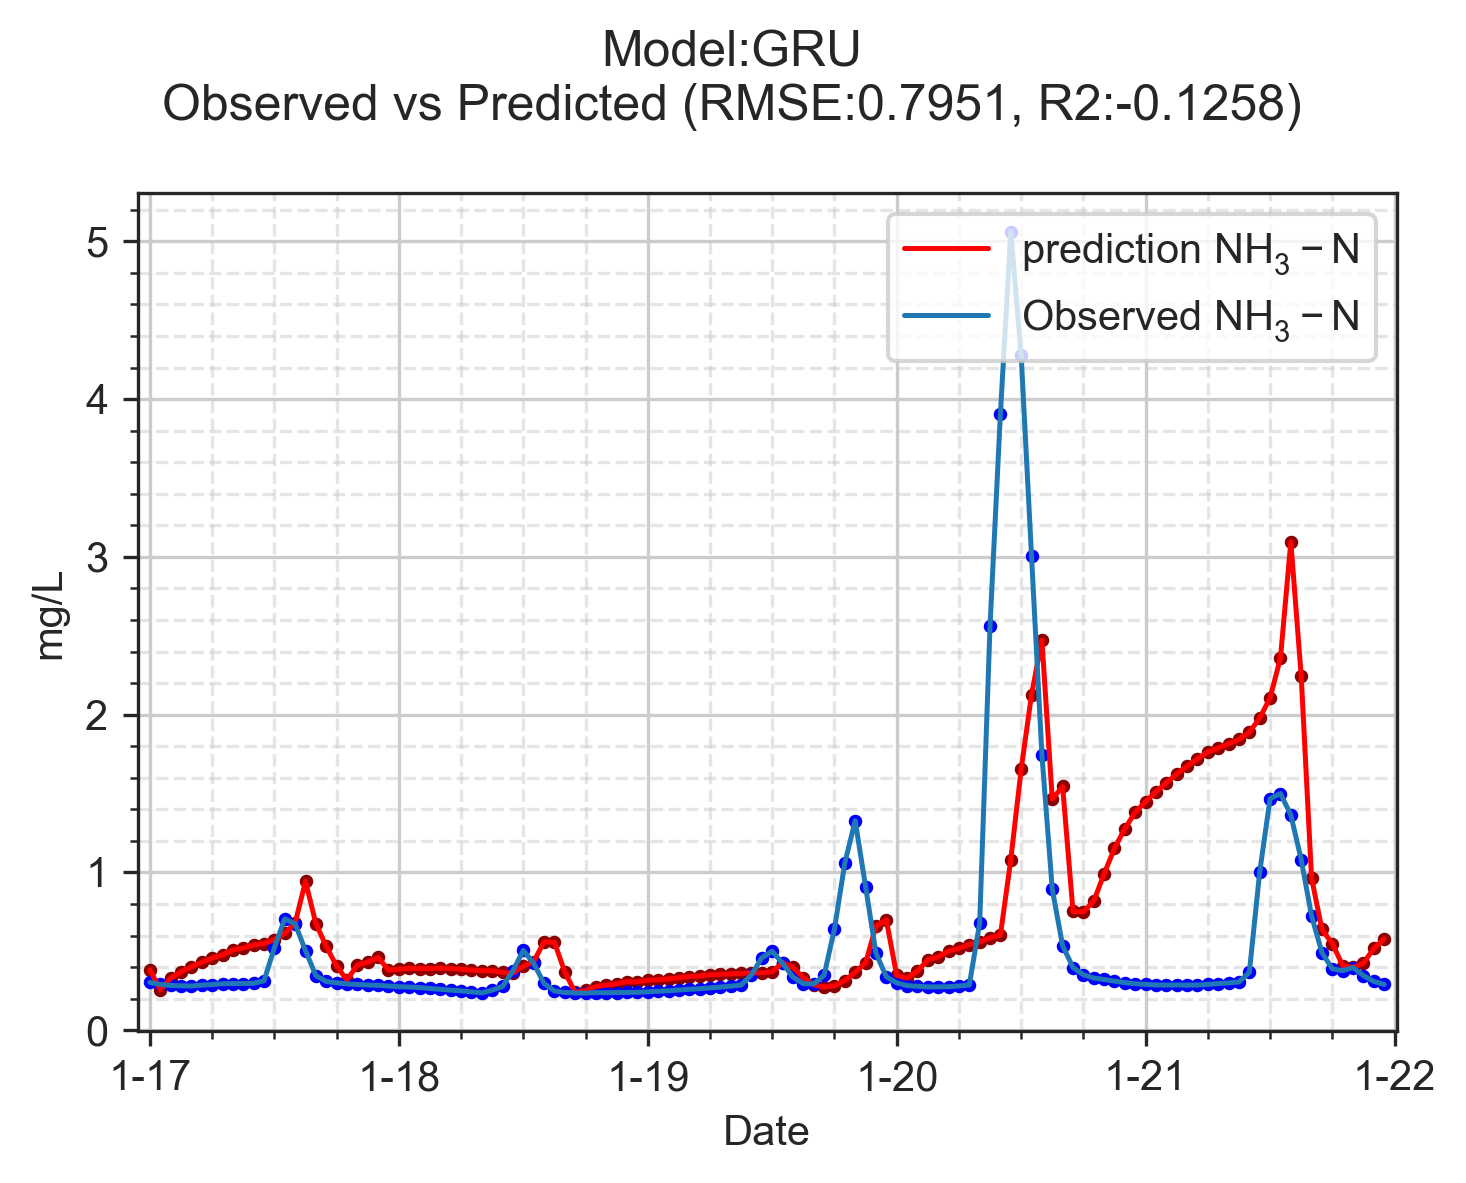 Model:GRU
Observed vs Predicted (RMSE:0.7951, R2:-0.1258)
prediction NH₃ − N
Observed NH₃ − N
5
4
3
2
1
0
mg/L
1-17 1-18 1-19 1-20 1-21 1-22
Date